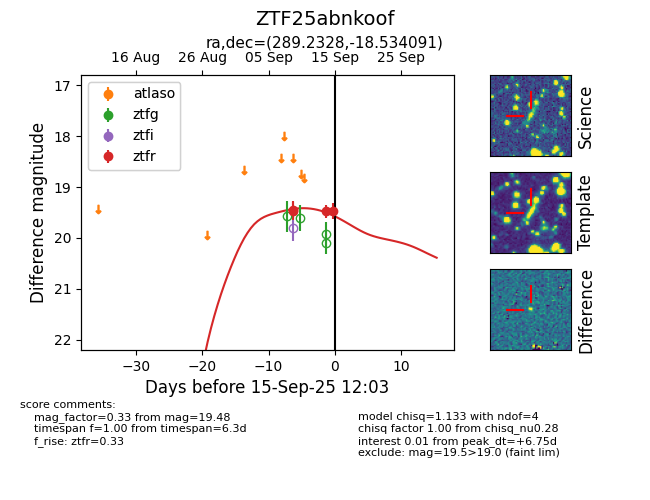 ZTF25abnkoof
ra,dec=(289.2328,-18.534091)
16 Aug 26 Aug 05 Sep 15 Sep 25 Sep
17
18
19
20
21
22
Difference magnitude
atlaso
ztfg
ztfi
ztfr
−30 −20 −10 0 10
Days before 15-Sep-25 12:03
Science
Template
Difference
score comments:
mag_factor=0.33 from mag=19.48
timespan f=1.00 from timespan=6.3d
f_rise: ztfr=0.33
model chisq=1.133 with ndof=4
chisq factor 1.00 from chisq_nu0.28
interest 0.01 from peak_dt=+6.75d
exclude: mag=19.5>19.0 (faint lim)